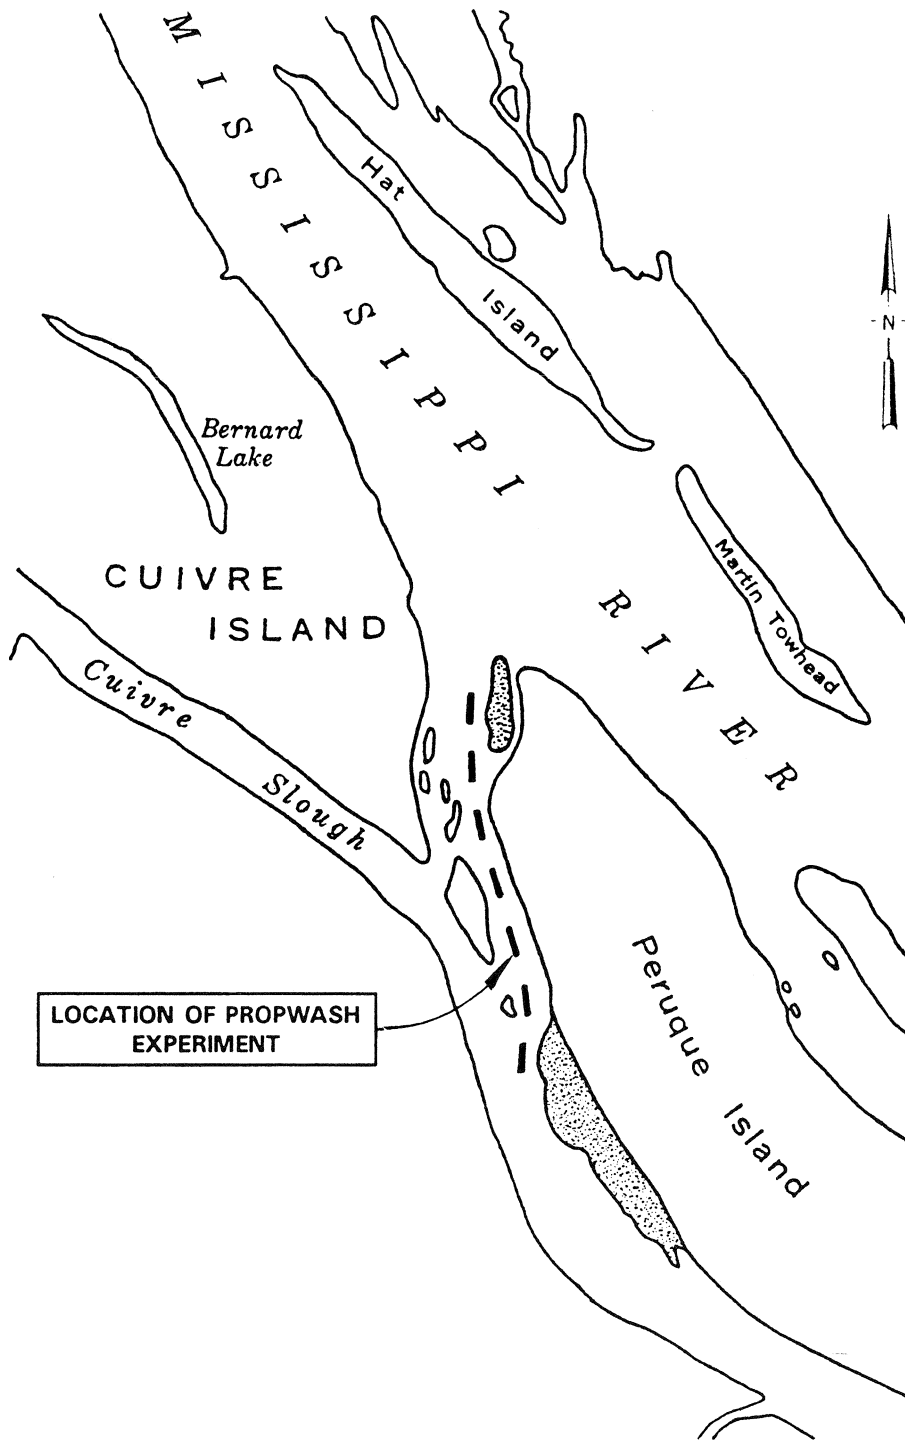 MISSISSIPPI RIVER
Hat Island
N
Bernard
Lake
CUIVRE
ISLAND
Martin Towhead
Cuivre Slough
LOCATION OF PROPWASH
EXPERIMENT
Peruque Island